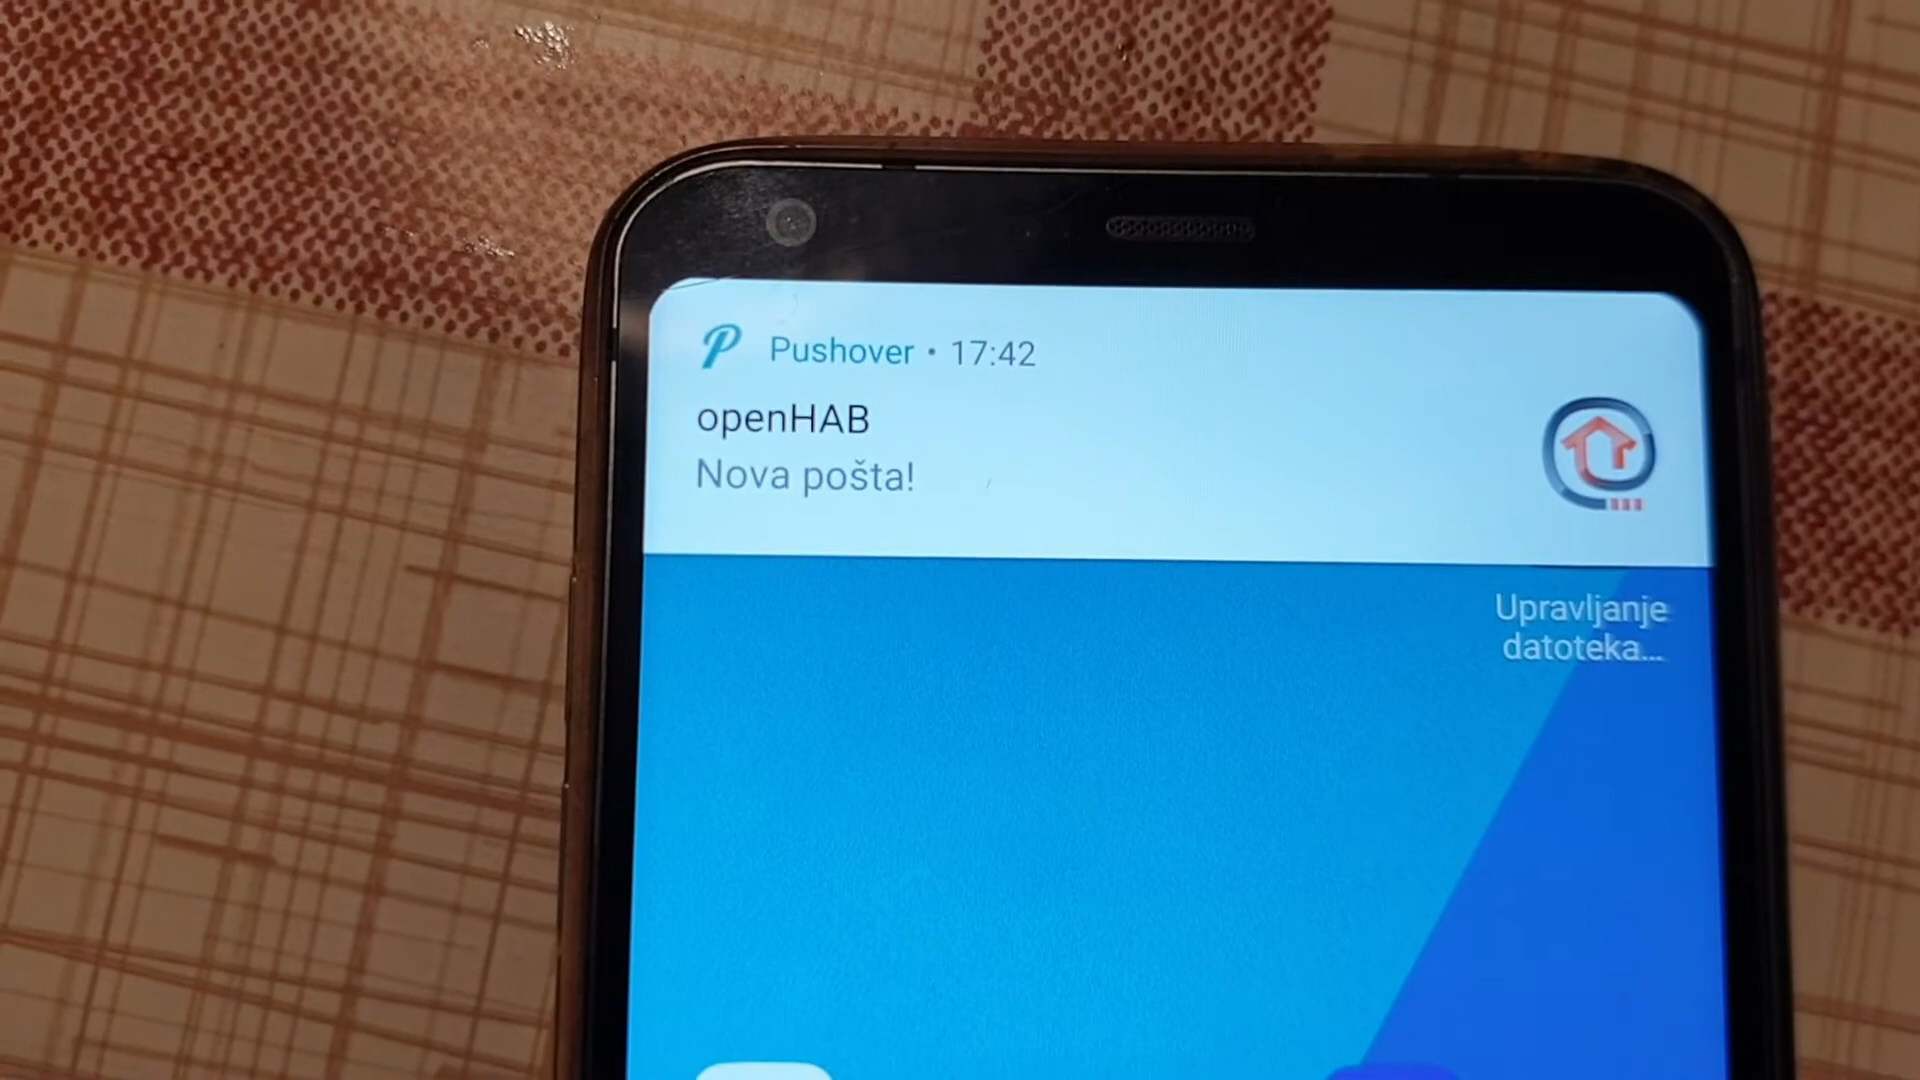 Pushover • 17:42
openHAB
Nova pošta!
Upravljanje
datoteka...